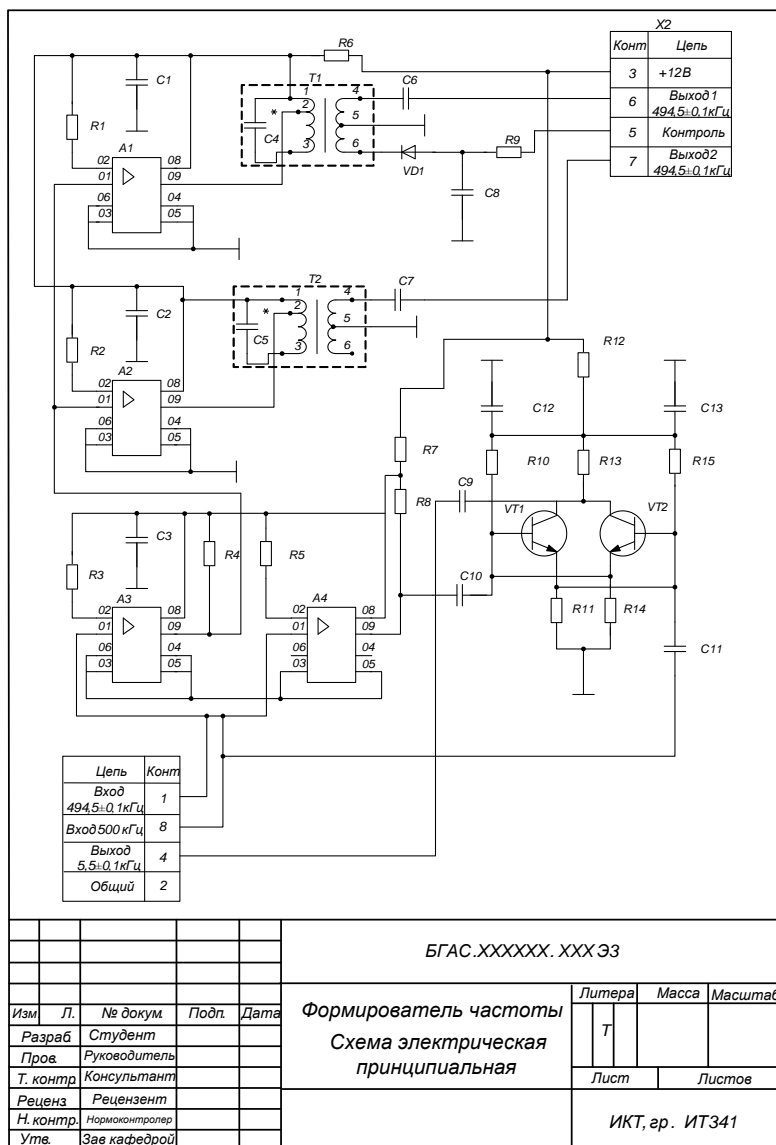 X2
Конт Цепь
3 +12В
6 Выход1
494,5±0,1кГц
5 Контроль
7 Выход2
494,5±0,1кГц
R6
C1
T1
1 4
2
* 5
3 6
C4
C6
R1
A1
02 08
01 09
06 04
03 05
VD1
R9
C8
T2
1 4
2
* 5
3 6
C5
C7
C2
R2
A2
02 08
01 09
06 04
03 05
R12
C12
C13
R7
R10
R13
R15
C9
R8
VT1
VT2
C3
R4
R5
R3
C10
A3
02 08
01 09
06 04
03 05
A4
02 08
01 09
06 04
03 05
R11
R14
C11
Цепь Конт
Вход
494,5±0,1кГц 1
Вход500 кГц 8
Выход
5,5±0,1кГц 4
Общий 2
БГАС.XXXXXX. XXX Э3
Формирователь частоты
Схема электрическая
принципиальная
Литера Масса Масштаб
Т
Лист Листов
ИКТ, гр. ИТ341
Изм. Л. № докум. Подп. Дата
Разраб. Студент
Пров. Руководитель
Т. контр. Консультант
Реценз. Рецензент
Н. контр. Нормоконтролер
Утв. Зав кафедрой